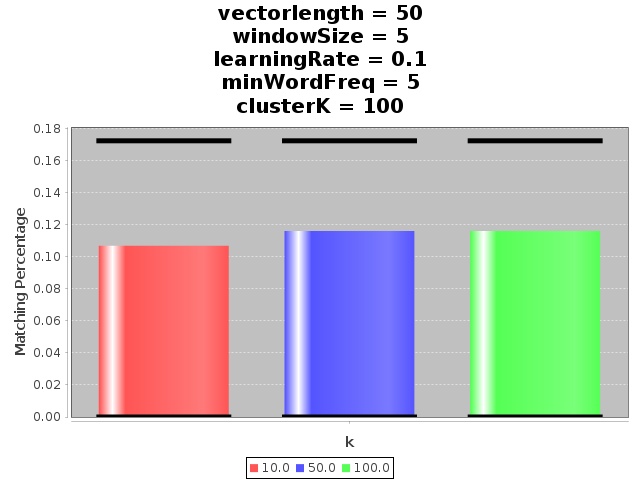 vectorlength = 50
windowSize = 5
learningRate = 0.1
minWordFreq = 5
clusterK = 100
0.18
0.16
0.14
0.12
0.10
0.08
0.06
0.04
0.02
0.00
Matching Percentage
k
10.0 50.0 100.0